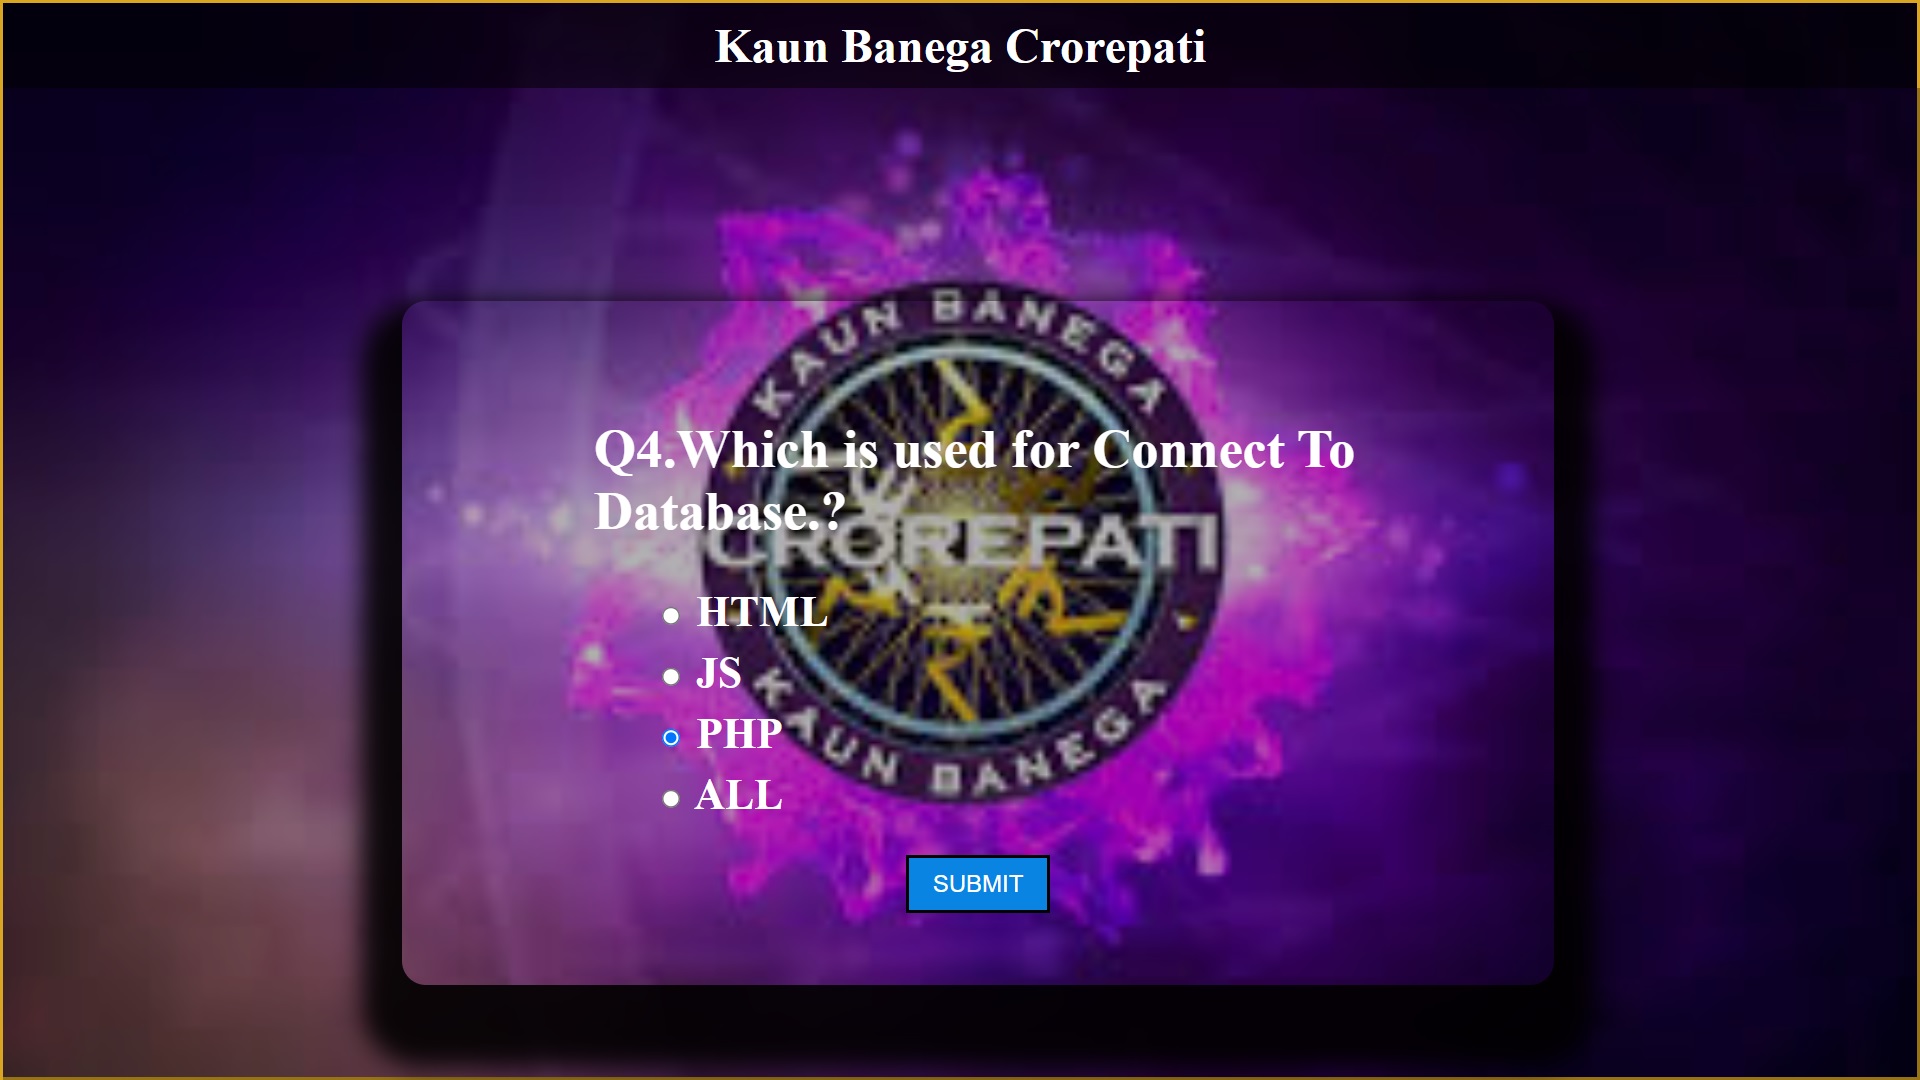 Kaun Banega Crorepati
KAUN BANEGA
Q4.Which is used for Connect To
Database.?
CROREPATI
HTML
JS
PHP
ALL
KAUN BANEGA
SUBMIT